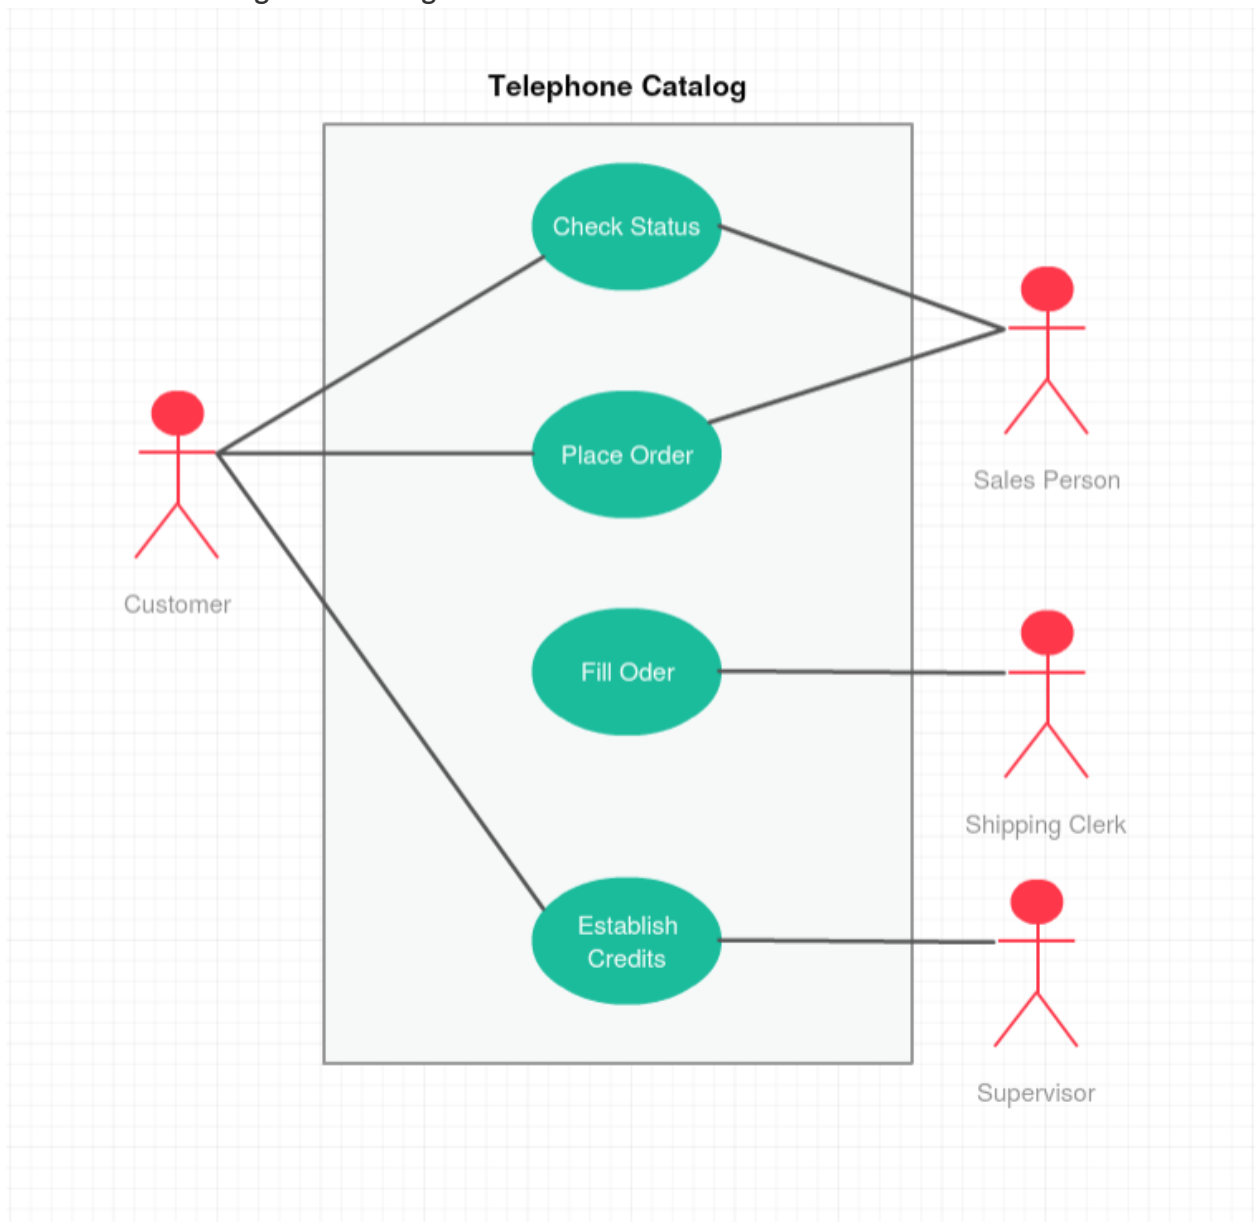 Telephone Catalog
Check Status
Place Order
Sales Person
Customer
Fill Oder
Shipping Clerk
Establish
Credits
Supervisor